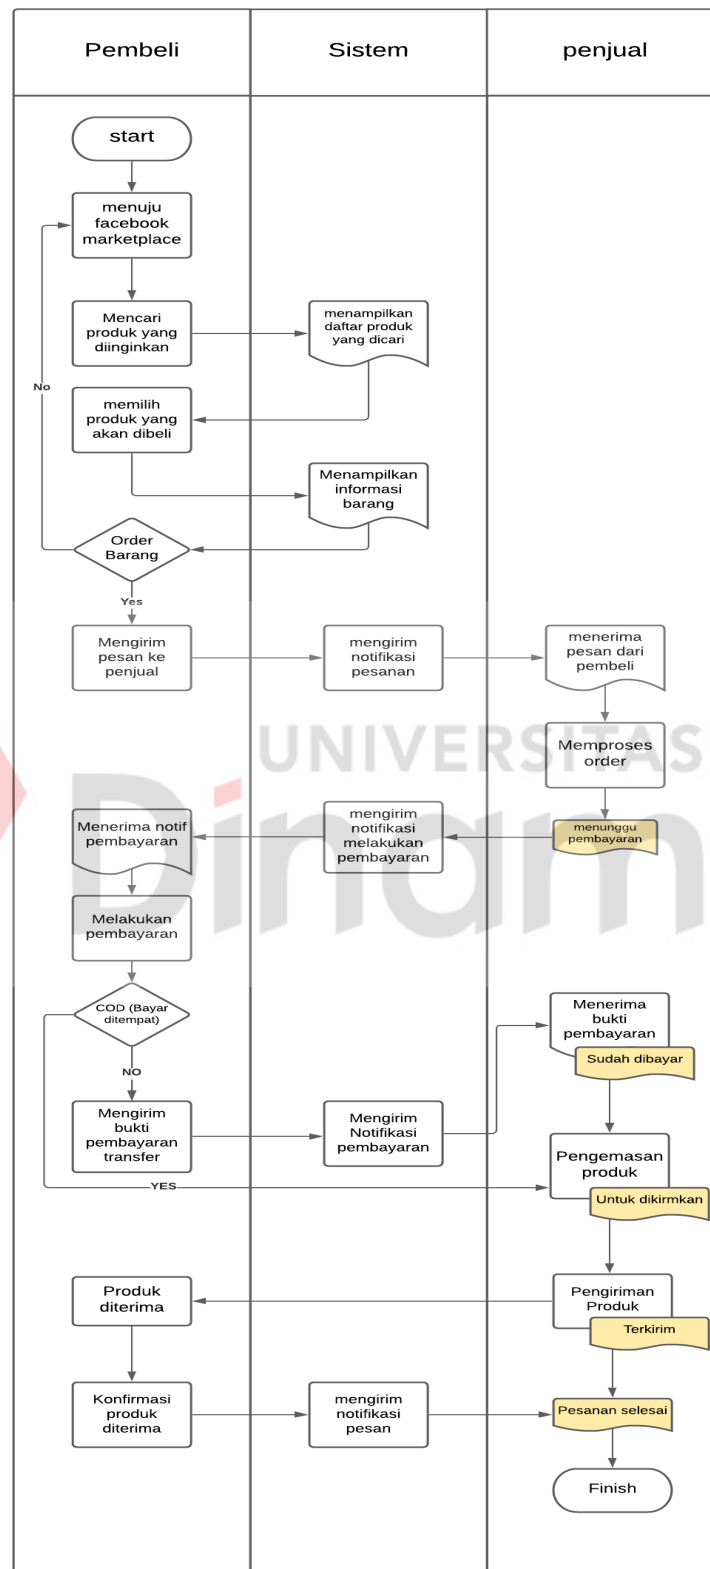 Pembeli
Sistem
penjual
start
menuju
facebook
marketplace
Mencari
produk yang
diinginkan
menampilkan
daftar produk
yang dicari
No
memilih
produk yang
akan dibeli
Menampilkan
informasi
barang
Order
Barang
Yes
Mengirim
pesan ke
penjual
mengirim
notifikasi
pesanan
menerima
pesan dari
pembeli
UNIVERSITAS
Dinam
Memproses
order
menunggu
pembayaran
mengirim
notifikasi
melakukan
pembayaran
Menerima notif
pembayaran
Melakukan
pembayaran
COD (Bayar
ditempat)
NO
Mengirim
bukti
pembayaran
transfer
Mengirim
Notifikasi
pembayaran
Menerima
bukti
pembayaran
Sudah dibayar
YES
Pengemasan
produk
Untuk dikirmkan
Pengiriman
Produk
Terkirim
Produk
diterima
Konfirmasi
produk
diterima
mengirim
notifikasi
pesan
Pesanan selesai
Finish